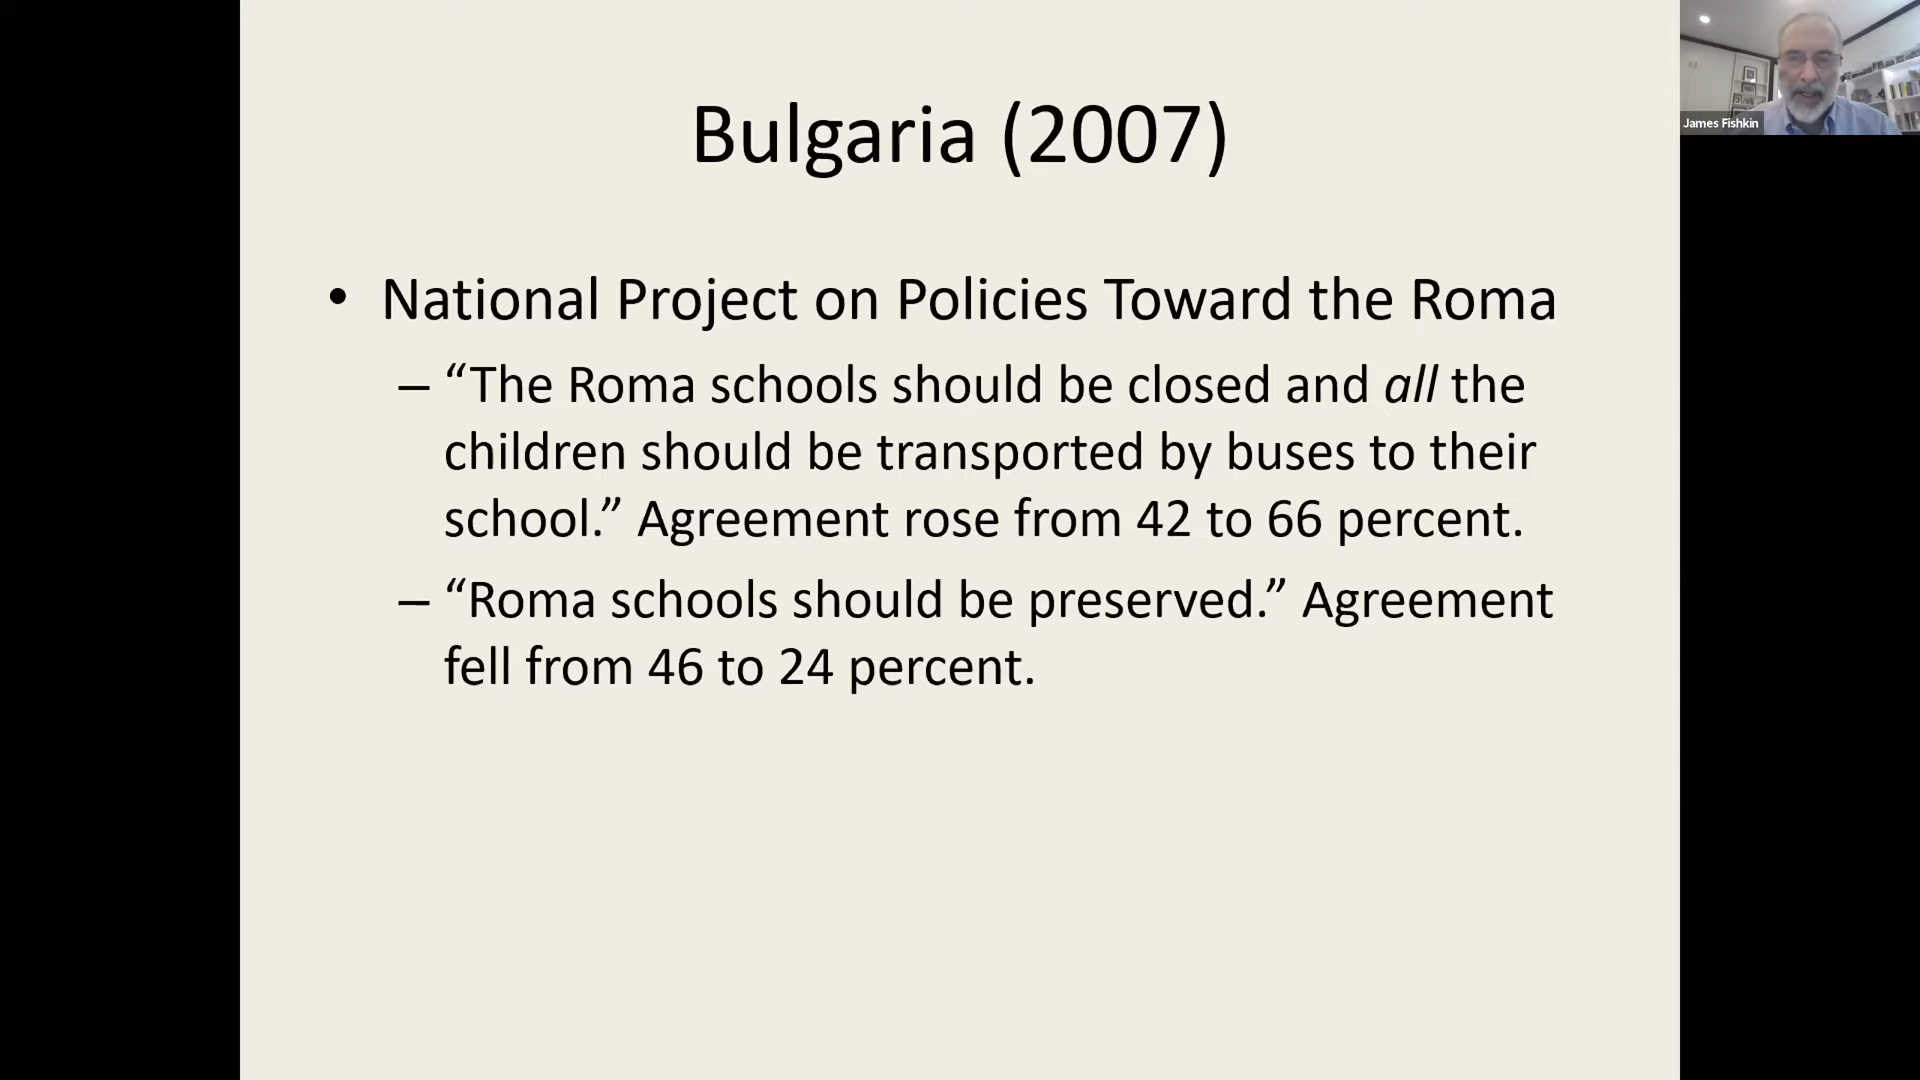 Bulgaria (2007)
James Fishkin
• National Project on Policies Toward the Roma
– “The Roma schools should be closed and all the
children should be transported by buses to their
school.” Agreement rose from 42 to 66 percent.
– “Roma schools should be preserved.” Agreement
fell from 46 to 24 percent.